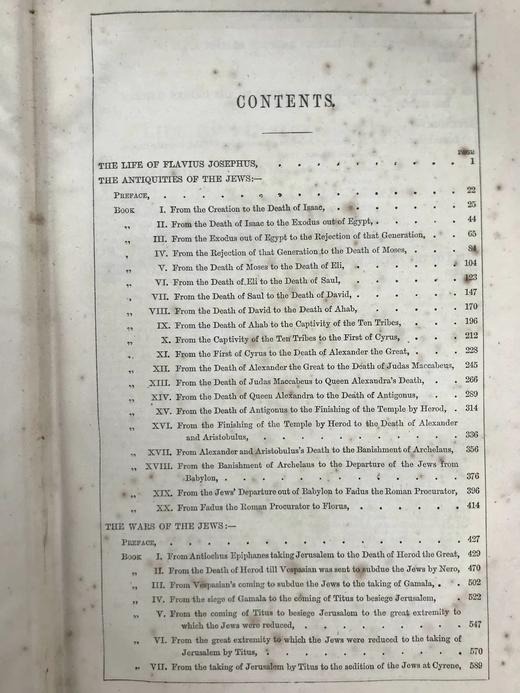 CONTENTS.
PAGE
THE LIFE OF FLAVIUS JOSEPHUS, . . . . . . . . . . 1
THE ANTIQUITIES OF THE JEWS:—
PREFACE, . . . . . . . . . . . . . . 22
BOOK I. From the Creation to the Death of Isaac, . . . . . . 25
„ II. From the Death of Isaac to the Exodus out of Egypt, . . . . 44
„ III. From the Exodus out of Egypt to the Rejection of that Generation, . . 65
„ IV. From the Rejection of that Generation to the Death of Moses, . . . 84
„ V. From the Death of Moses to the Death of Eli, . . . . . 104
„ VI. From the Death of Eli to the Death of Saul, . . . . . 123
„ VII. From the Death of Saul to the Death of David, . . . . . 147
„ VIII. From the Death of David to the Death of Ahab, . . . . . 170
„ IX. From the Death of Ahab to the Captivity of the Ten Tribes, . . . 196
„ X. From the Captivity of the Ten Tribes to the First of Cyrus, . . . 212
„ XI. From the First of Cyrus to the Death of Alexander the Great, . . . 228
„ XII. From the Death of Alexander the Great to the Death of Judas Maccabeus, 245
„ XIII. From the Death of Judas Maccabeus to Queen Alexandra's Death, . . 266
„ XIV. From the Death of Queen Alexandra to the Death of Antigonus, . . 289
„ XV. From the Death of Antigonus to the Finishing of the Temple by Herod, . 314
„ XVI. From the Finishing of the Temple by Herod to the Death of Alexander
and Aristobulus, . . . . . . . . . . 336
„ XVII. From Alexander and Aristobulus's Death to the Banishment of Archelaus, 356
„ XVIII. From the Banishment of Archelaus to the Departure of the Jews from
Babylon, . . . . . . . . . . . 376
„ XIX. From the Jews' Departure out of Babylon to Fadus the Roman Procurator, 396
„ XX. From Fadus the Roman Procurator to Florus, . . . . . 414
THE WARS OF THE JEWS:—
PREFACE, . . . . . . . . . . . . . . 427
BOOK I. From Antiochus Epiphanes taking Jerusalem to the Death of Herod the Great, 429
„ II. From the Death of Herod till Vespasian was sent to subdue the Jews by Nero, 470
„ III. From Vespasian's coming to subdue the Jews to the taking of Gamala, . . 502
„ IV. From the siege of Gamala to the coming of Titus to besiege Jerusalem, . 522
„ V. From the coming of Titus to besiege Jerusalem to the great extremity to
which the Jews were reduced, . . . . . . . 547
„ VI. From the great extremity to which the Jews were reduced to the taking of
Jerusalem by Titus, . . . . . . . . . 570
„ VII. From the taking of Jerusalem by Titus to the sedition of the Jews at Cyrene, 589